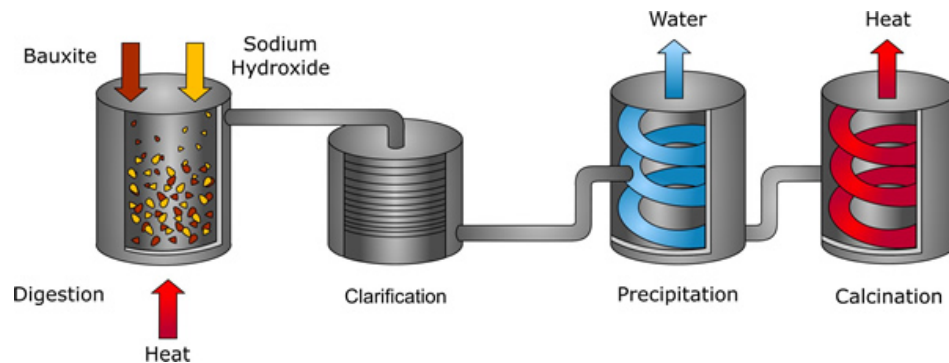 Bauxite
Sodium
Hydroxide
Water
Heat
Digestion
Clarification
Precipitation
Calcination
Heat